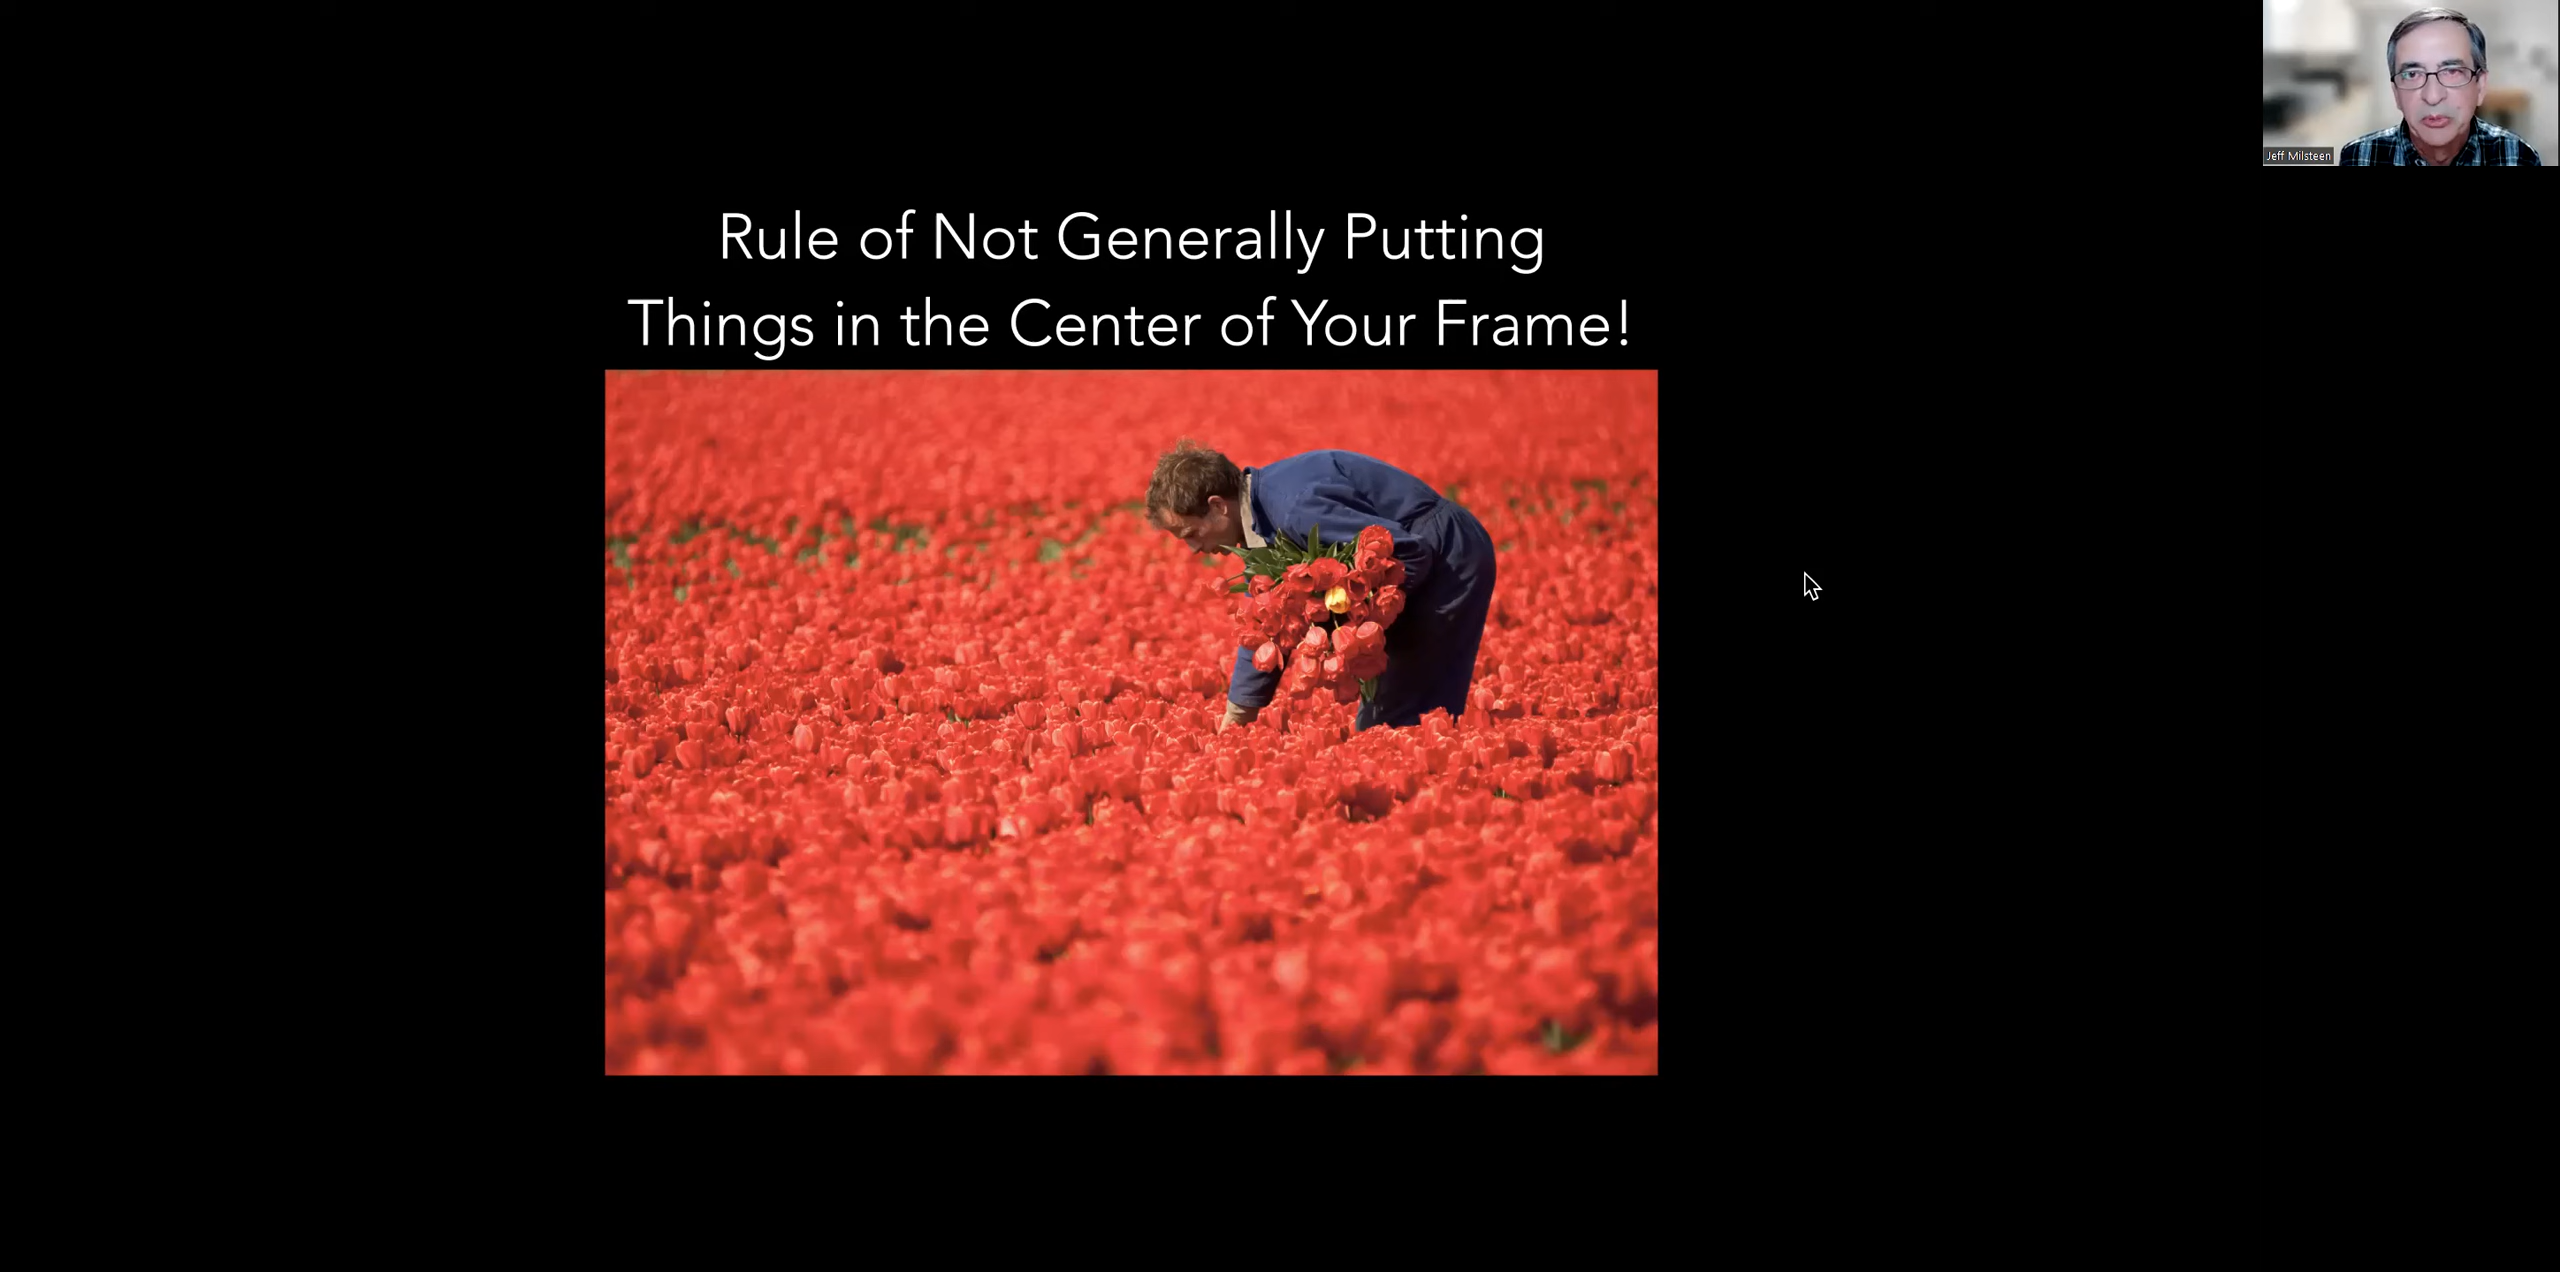 Jeff Milsteen
Rule of Not Generally Putting
Things in the Center of Your Frame!